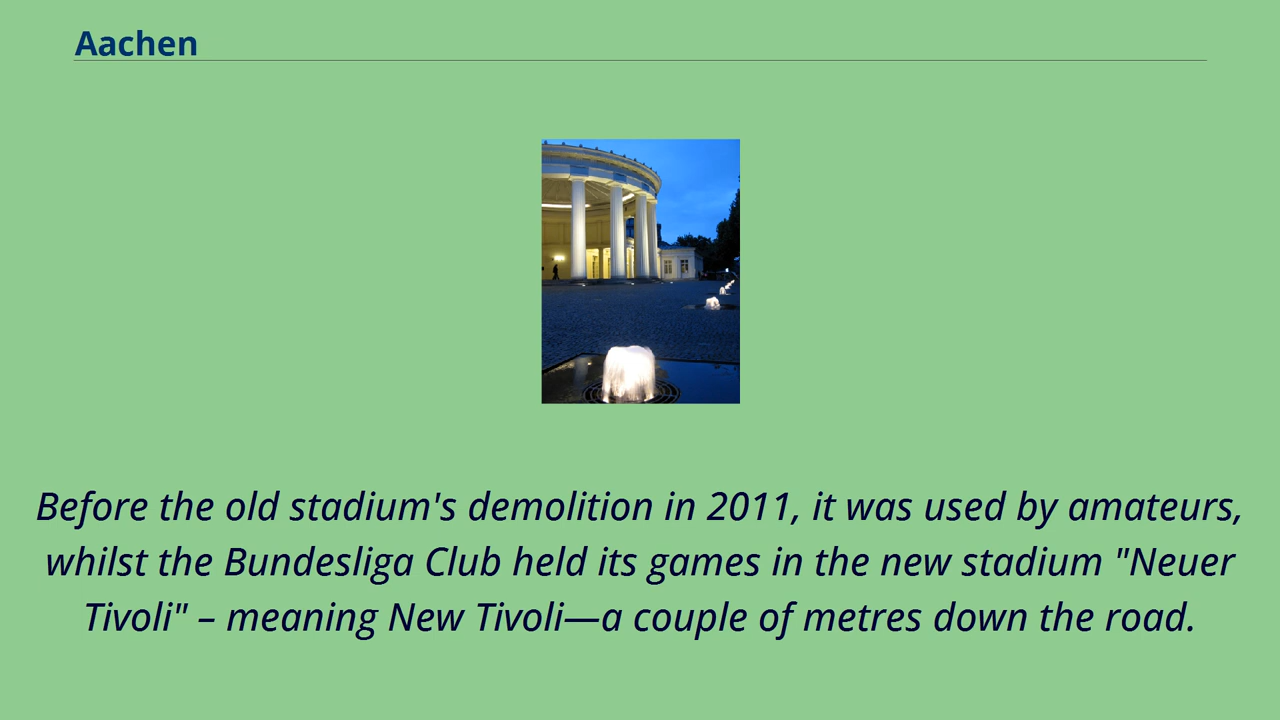 Aachen
Before the old stadium's demolition in 2011, it was used by amateurs,
whilst the Bundesliga Club held its games in the new stadium "Neuer
Tivoli" – meaning New Tivoli—a couple of metres down the road.